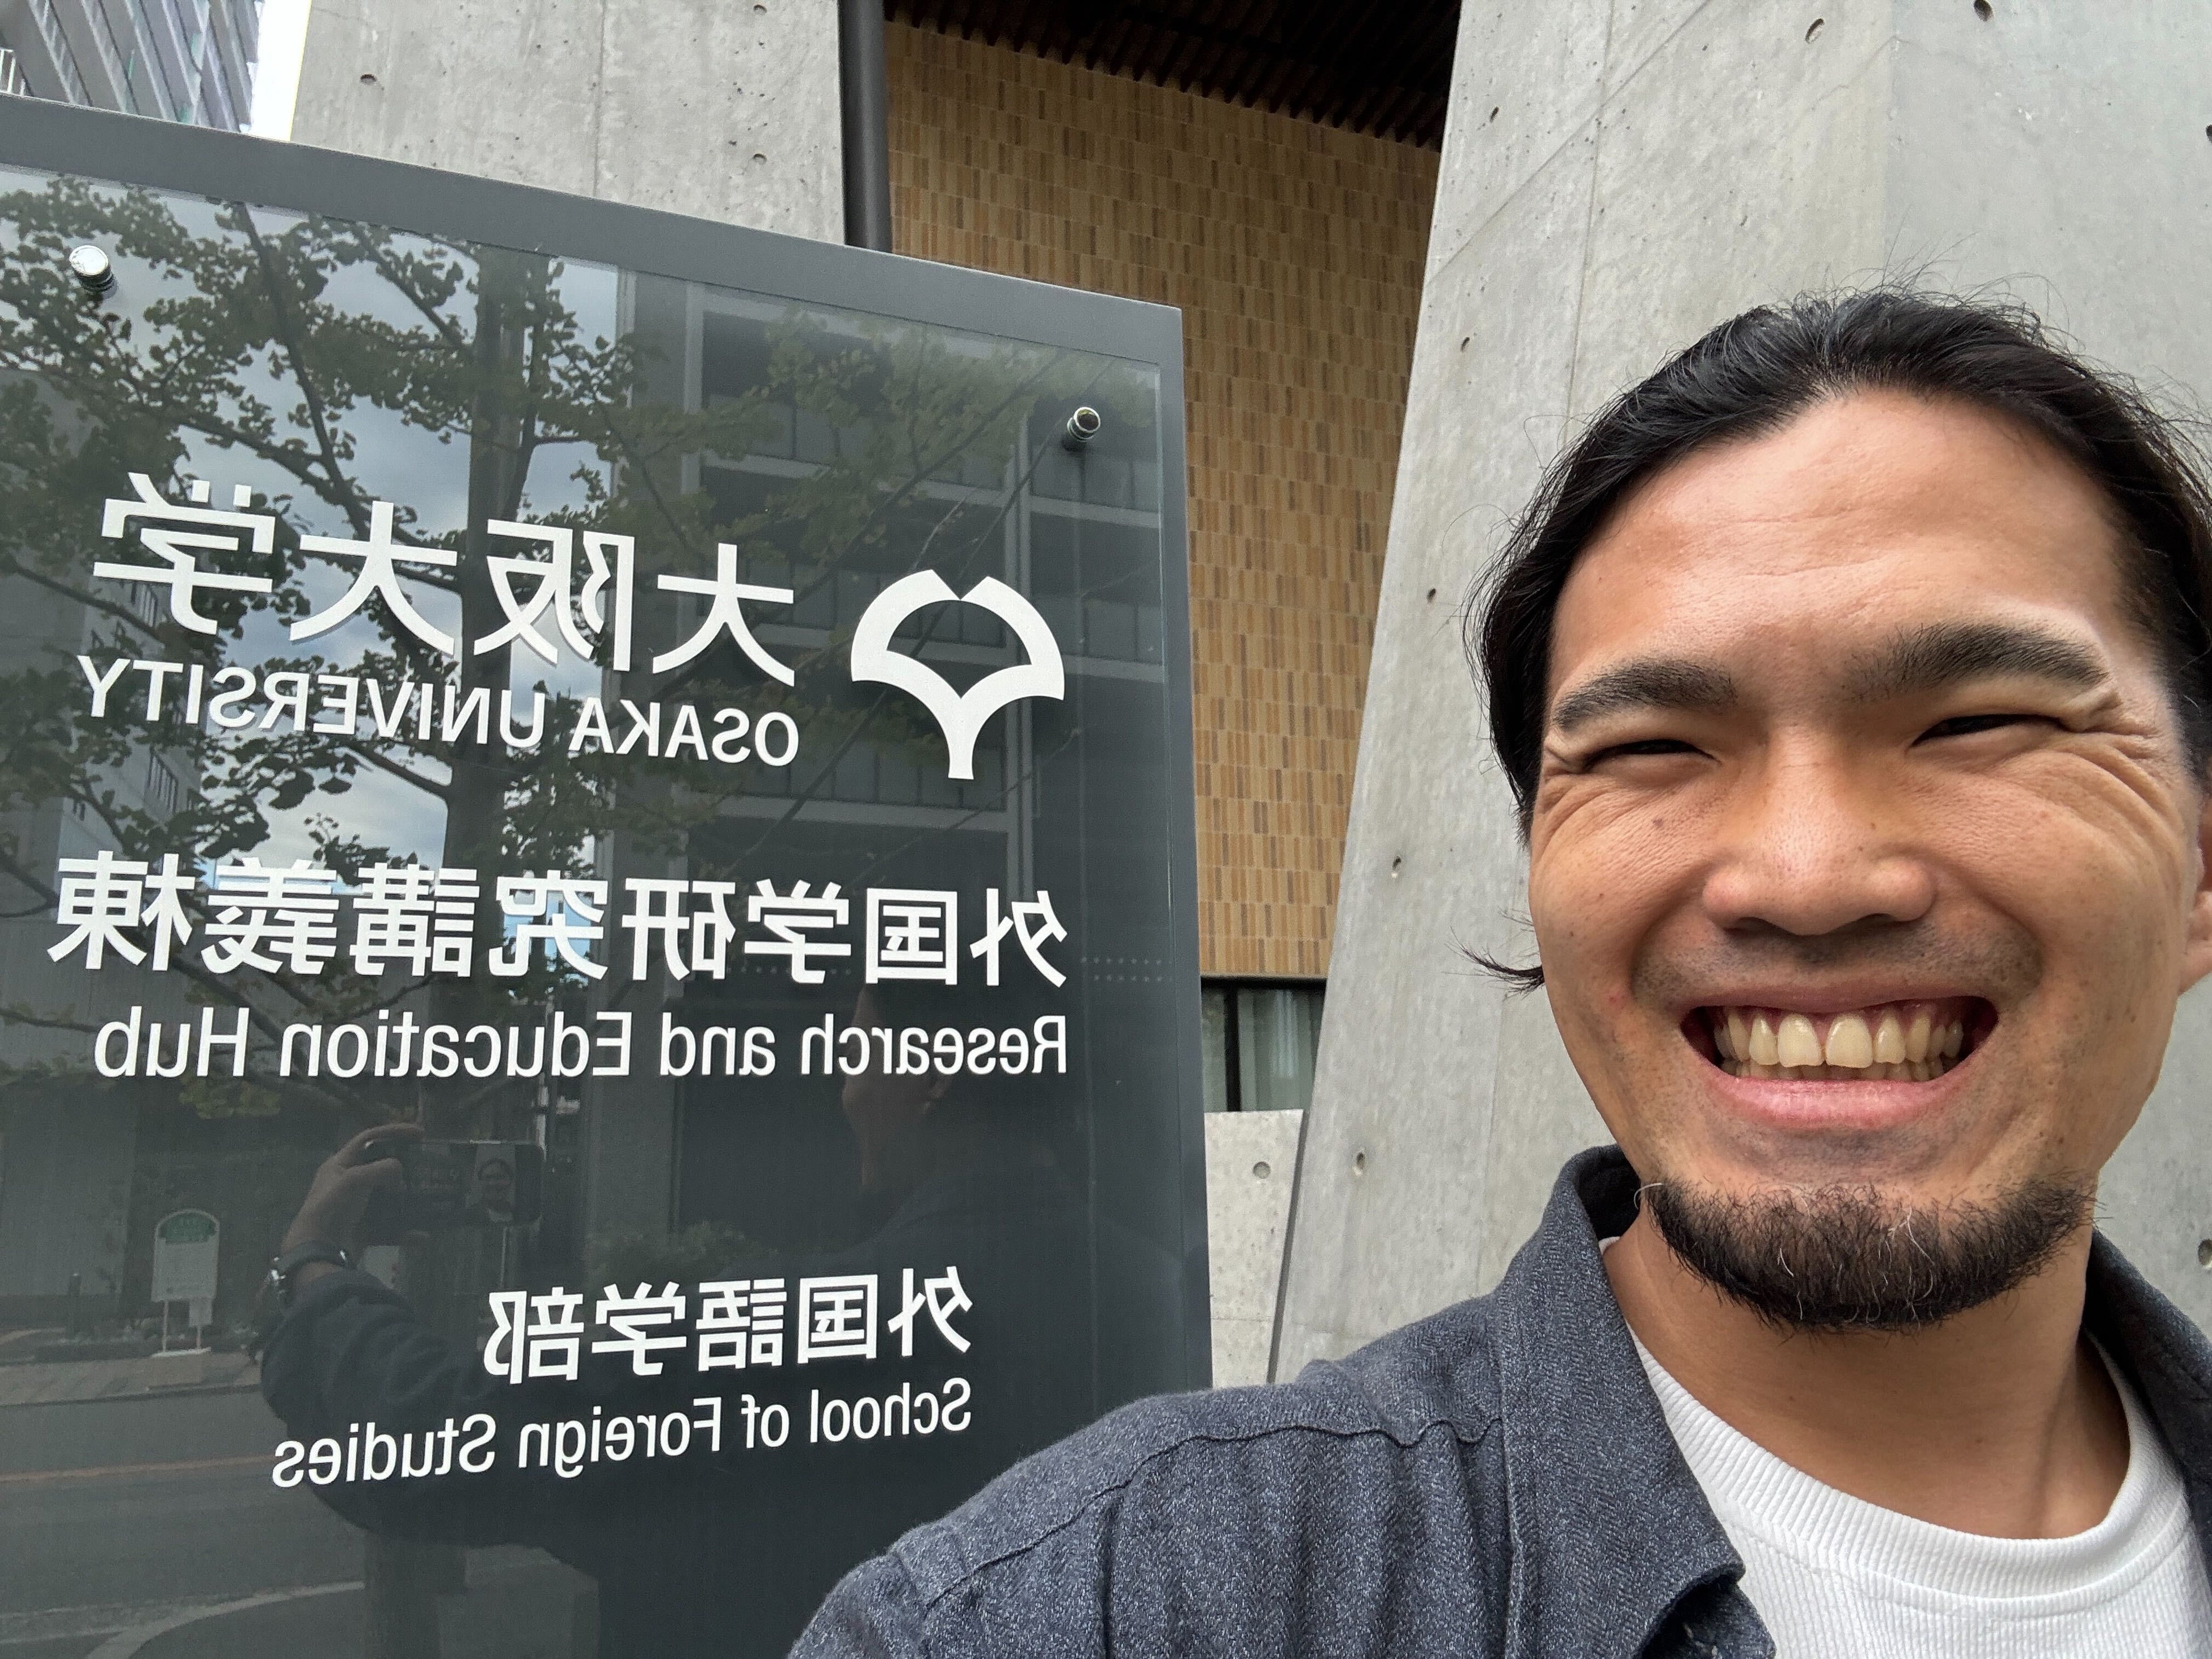 大阪大学
OSAKA UNIVERSITY
外国学研究講義棟
Research and Education Hub
外国語学部
School of Foreign Studies